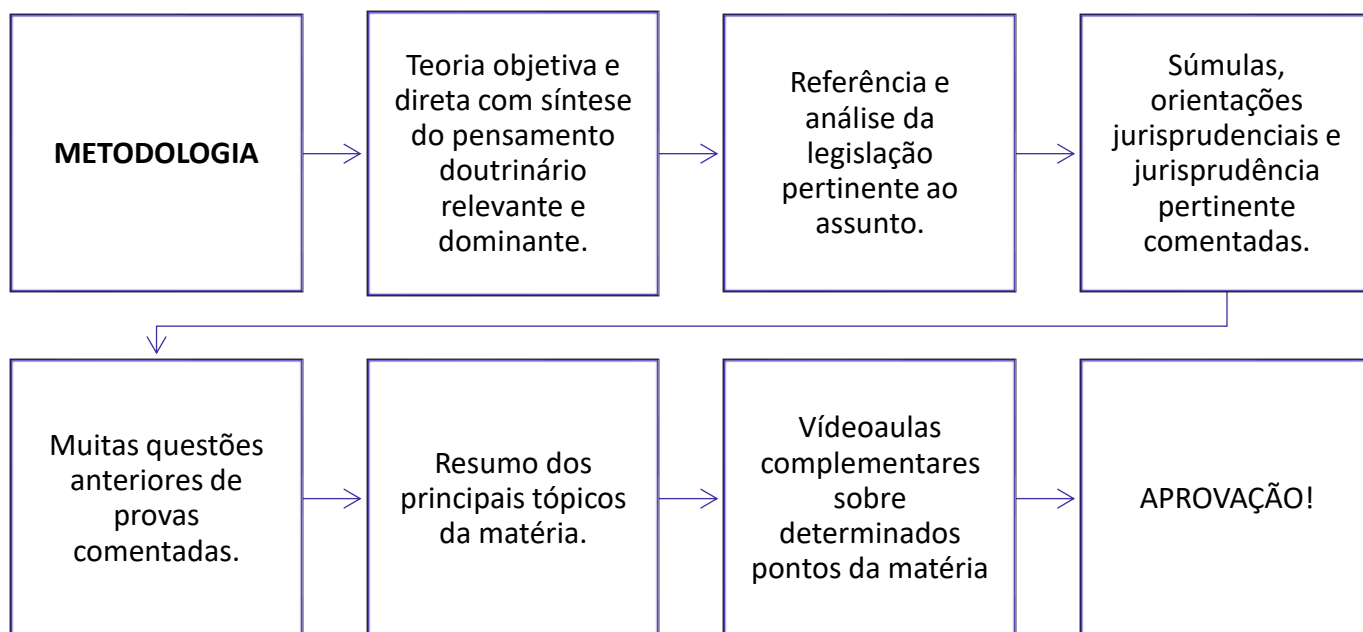 METODOLOGIA
Teoria objetiva e
direta com síntese
do pensamento
doutrinário
relevante e
dominante.
Referência e
análise da
legislação
pertinente ao
assunto.
Súmulas,
orientações
jurisprudenciais e
jurisprudência
pertinente
comentadas.
Muitas questões
anteriores de
provas
comentadas.
Resumo dos
principais tópicos
da matéria.
Vídeoaulas
complementares
sobre
determinados
pontos da matéria
APROVAÇÃO!